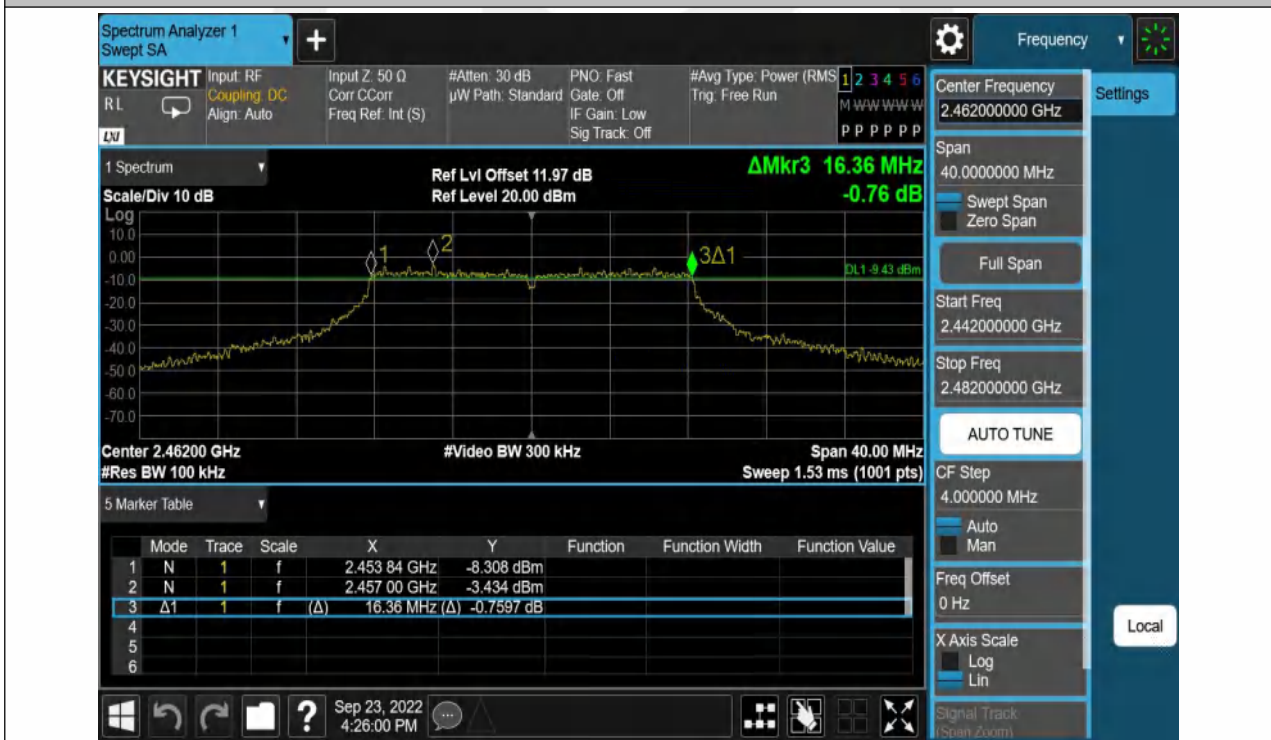 Spectrum Analyzer 1
Swept SA
+
Frequency
KEYSIGHT
RL
LXI
Input: RF
Coupling: DC
Align: Auto
Input Z: 50 Ω
Corr CCorr
Freq Ref: Int (S)
#Atten: 30 dB
µW Path: Standard
PNO: Fast
Gate: Off
IF Gain: Low
Sig Track: Off
#Avg Type: Power (RMS
Trig: Free Run
1 2 3 4 5 6
M W W W W W
P P P P P P
1 Spectrum
Scale/Div 10 dB
Ref Lvl Offset 11.97 dB
Ref Level 20.00 dBm
ΔMkr3 16.36 MHz
-0.76 dB
Log
10.0
0.00
-10.0
-20.0
-30.0
-40.0
-50.0
-60.0
-70.0
1
2
3Δ1
DL1 -9.43 dBm
Center 2.46200 GHz
#Video BW 300 kHz
Span 40.00 MHz
#Res BW 100 kHz
Sweep 1.53 ms (1001 pts)
5 Marker Table
Mode Trace Scale X Y Function Function Width Function Value
1 N 1 f 2.453 84 GHz -8.308 dBm
2 N 1 f 2.457 00 GHz -3.434 dBm
3 Δ1 1 f (Δ) 16.36 MHz (Δ) -0.7597 dB
4
5
6
?
Sep 23, 2022
4:26:00 PM
Center Frequency
2.462000000 GHz
Settings
Span
40.0000000 MHz
Swept Span
Zero Span
Full Span
Start Freq
2.442000000 GHz
Stop Freq
2.482000000 GHz
AUTO TUNE
CF Step
4.000000 MHz
Auto
Man
Freq Offset
0 Hz
X Axis Scale
Log
Lin
Local
Signal Track
(Span Zoom)